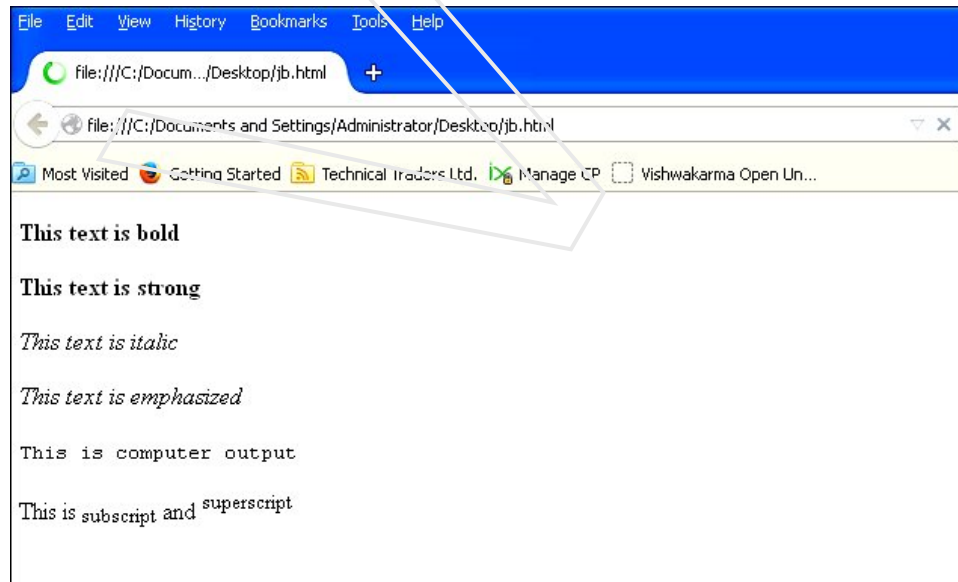 File Edit View History Bookmarks Tools Help
file:///C:/Docum.../Desktop/jb.html +
file:///C:/Documents and Settings/Administrator/Desktop/jb.html
Most Visited Getting Started Technical Traders Ltd. Manage CP Vishwakarma Open Un...
This text is bold
This text is strong
This text is italic
This text is emphasized
This is computer output
This is subscript and superscript